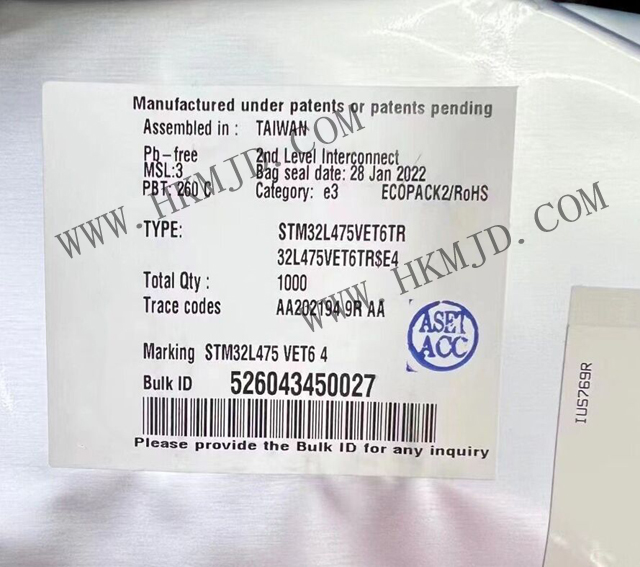 Manufactured under patents or patents pending
Assembled in : TAIWAN
Pb-free 2nd Level Interconnect
MSL:3 Bag seal date: 28 Jan 2022
PBT: 260 C Category: e3 ECOPACK2/RoHS
TYPE: STM32L475VET6TR
32L475VET6TR$E4
Total Qty : 1000
Trace codes AA202194 9R AA
ASET
ACC
Marking STM32L475 VET6 4
Bulk ID 526043450027
Please provide the Bulk ID for any inquiry
IU5769R
WWW.HKMJD.COM
WWW.HKMJD.COM